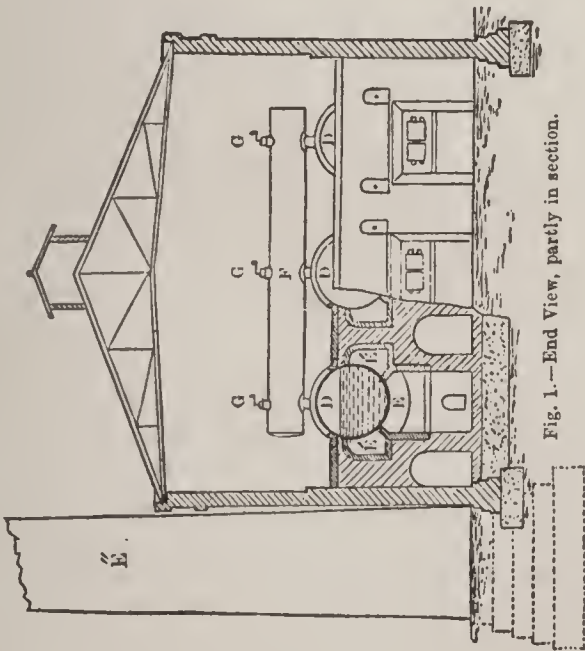 E″
G G G
F
D D D
E E
E
Fig. 1.—End View, partly in section.